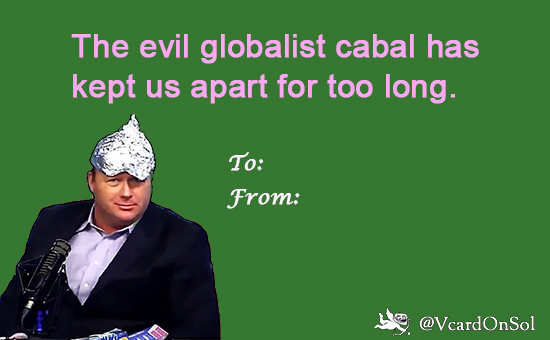 The evil globalist cabal has
kept us apart for too long.
To:
From:
@VcardOnSol